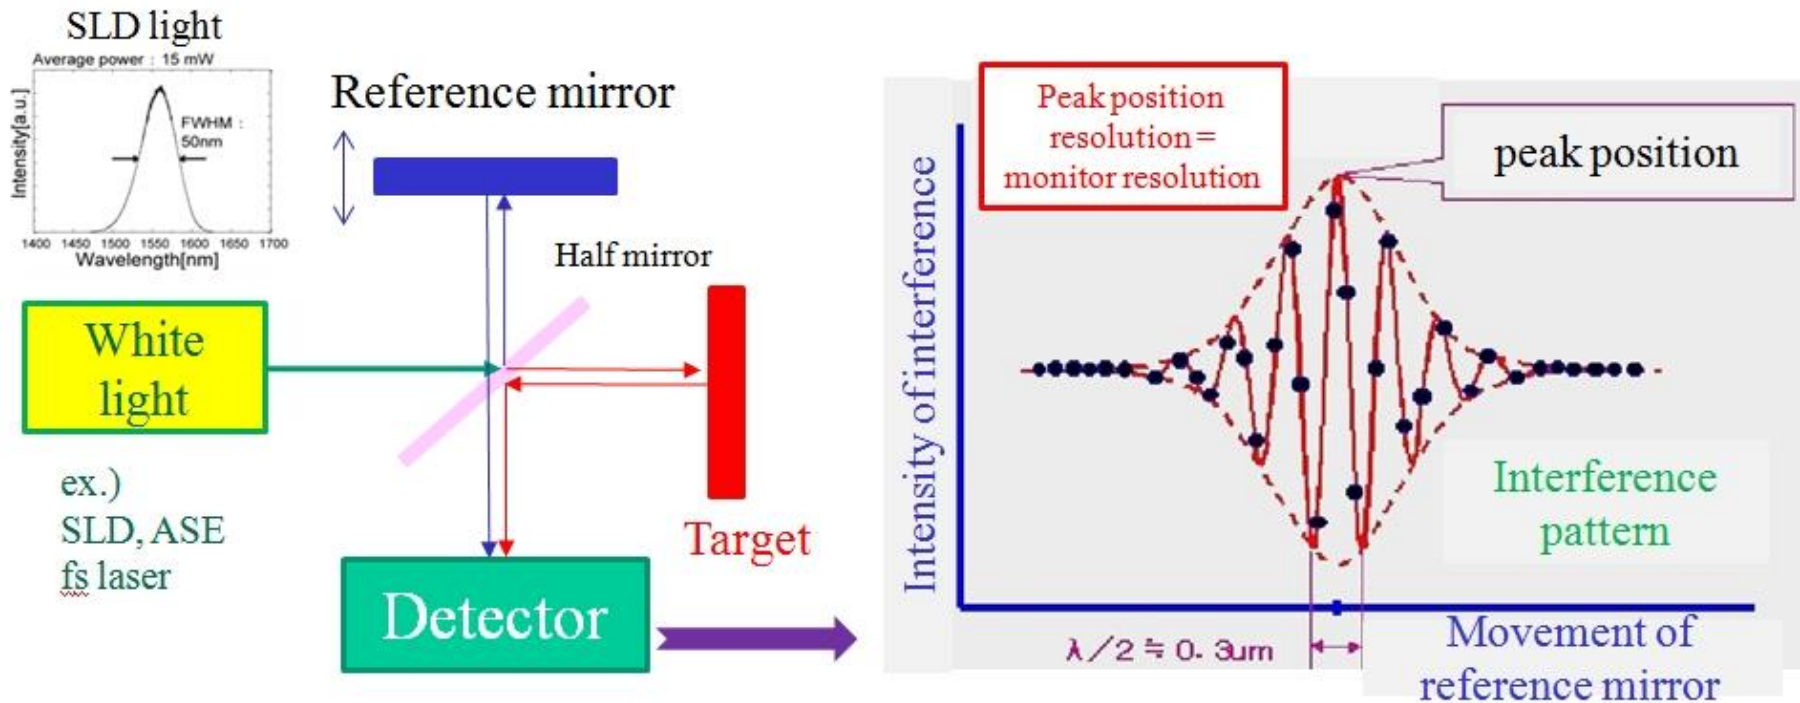 SLD light
Average power : 15 mW
Intensity[a.u.]
FWHM :
50nm
1400 1450 1500 1550 1600 1650 1700
Wavelength[nm]
Reference mirror
Half mirror
White
light
ex.)
SLD, ASE
fs laser
Target
Detector
Peak position
resolution =
monitor resolution
peak position
Intensity of interference
Interference
pattern
λ/2≒0.3um
Movement of
reference mirror